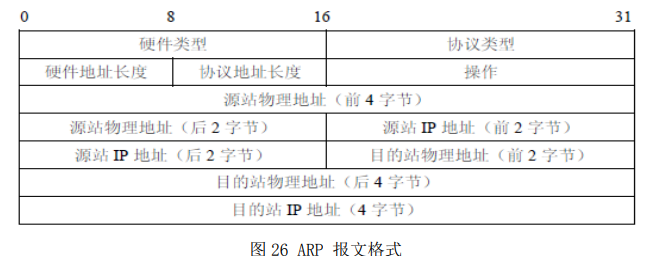 0 8 16 31
硬件类型 协议类型
硬件地址长度 协议地址长度 操作
源站物理地址（前 4 字节）
源站物理地址（后 2 字节） 源站 IP 地址（前 2 字节）
源站 IP 地址（后 2 字节） 目的站物理地址（前 2 字节）
目的站物理地址（后 4 字节）
目的站 IP 地址（4 字节）
图 26 ARP 报文格式